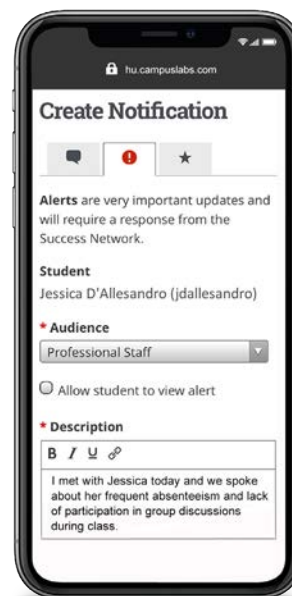 hu.campuslabs.com
Create Notification
Alerts are very important updates and
will require a response from the
Success Network.
Student
Jessica D'Allesandro (jdallesandro)
* Audience
Professional Staff
Allow student to view alert
* Description
B I U
I met with Jessica today and we spoke
about her frequent absenteeism and lack
of participation in group discussions
during class.